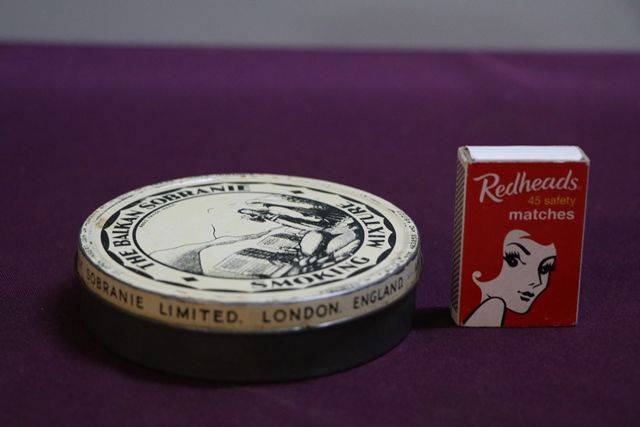 THE BALKAN SOBRANIE
SMOKING MIXTURE
SOBRANIE LIMITED. LONDON. ENGLAND.
Redheads
45 safety
matches